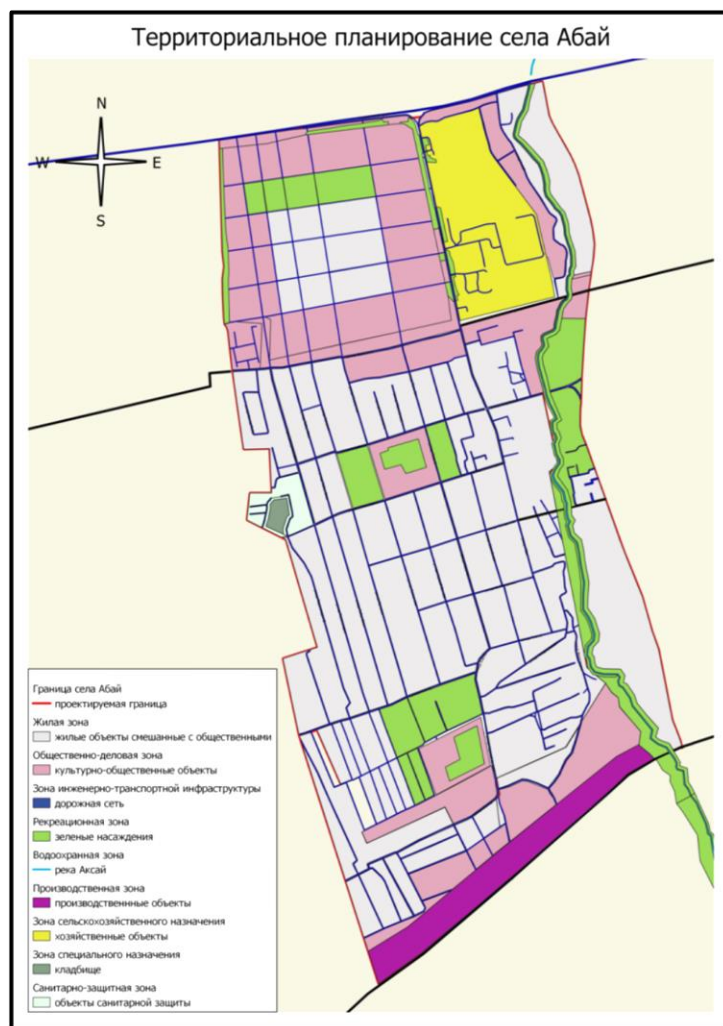 Территориальное планирование села Абай
N
W
E
S
Граница села Абай
проектируемая граница
Жилая зона
жилые объекты смешанные с общественными
Общественно-деловая зона
культурно-общественные объекты
Зона инженерно-транспортной инфраструктуры
дорожная сеть
Рекреационная зона
зеленые насаждения
Водоохранная зона
река Аксай
Производственная зона
производственнные объекты
Зона сельскохозяйственного назначения
хозяйственные объекты
Зона специального назначения
кладбище
Санитарно-защитная зона
объекты санитарной защиты